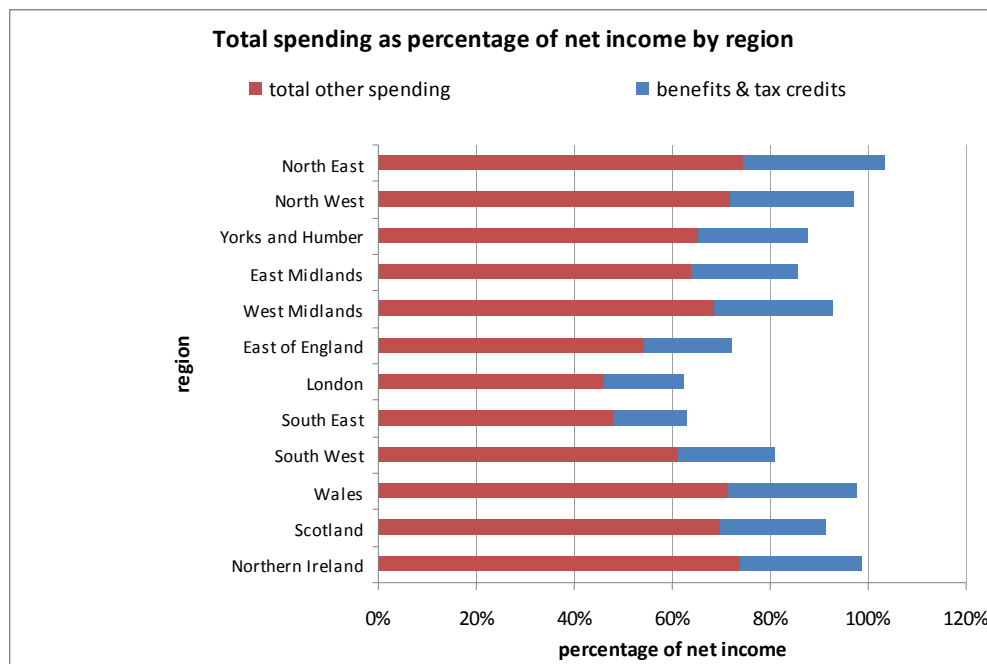 Total spending as percentage of net income by region
total other spending
benefits & tax credits
region
North East
North West
Yorks and Humber
East Midlands
West Midlands
East of England
London
South East
South West
Wales
Scotland
Northern Ireland
0% 20% 40% 60% 80% 100% 120%
percentage of net income